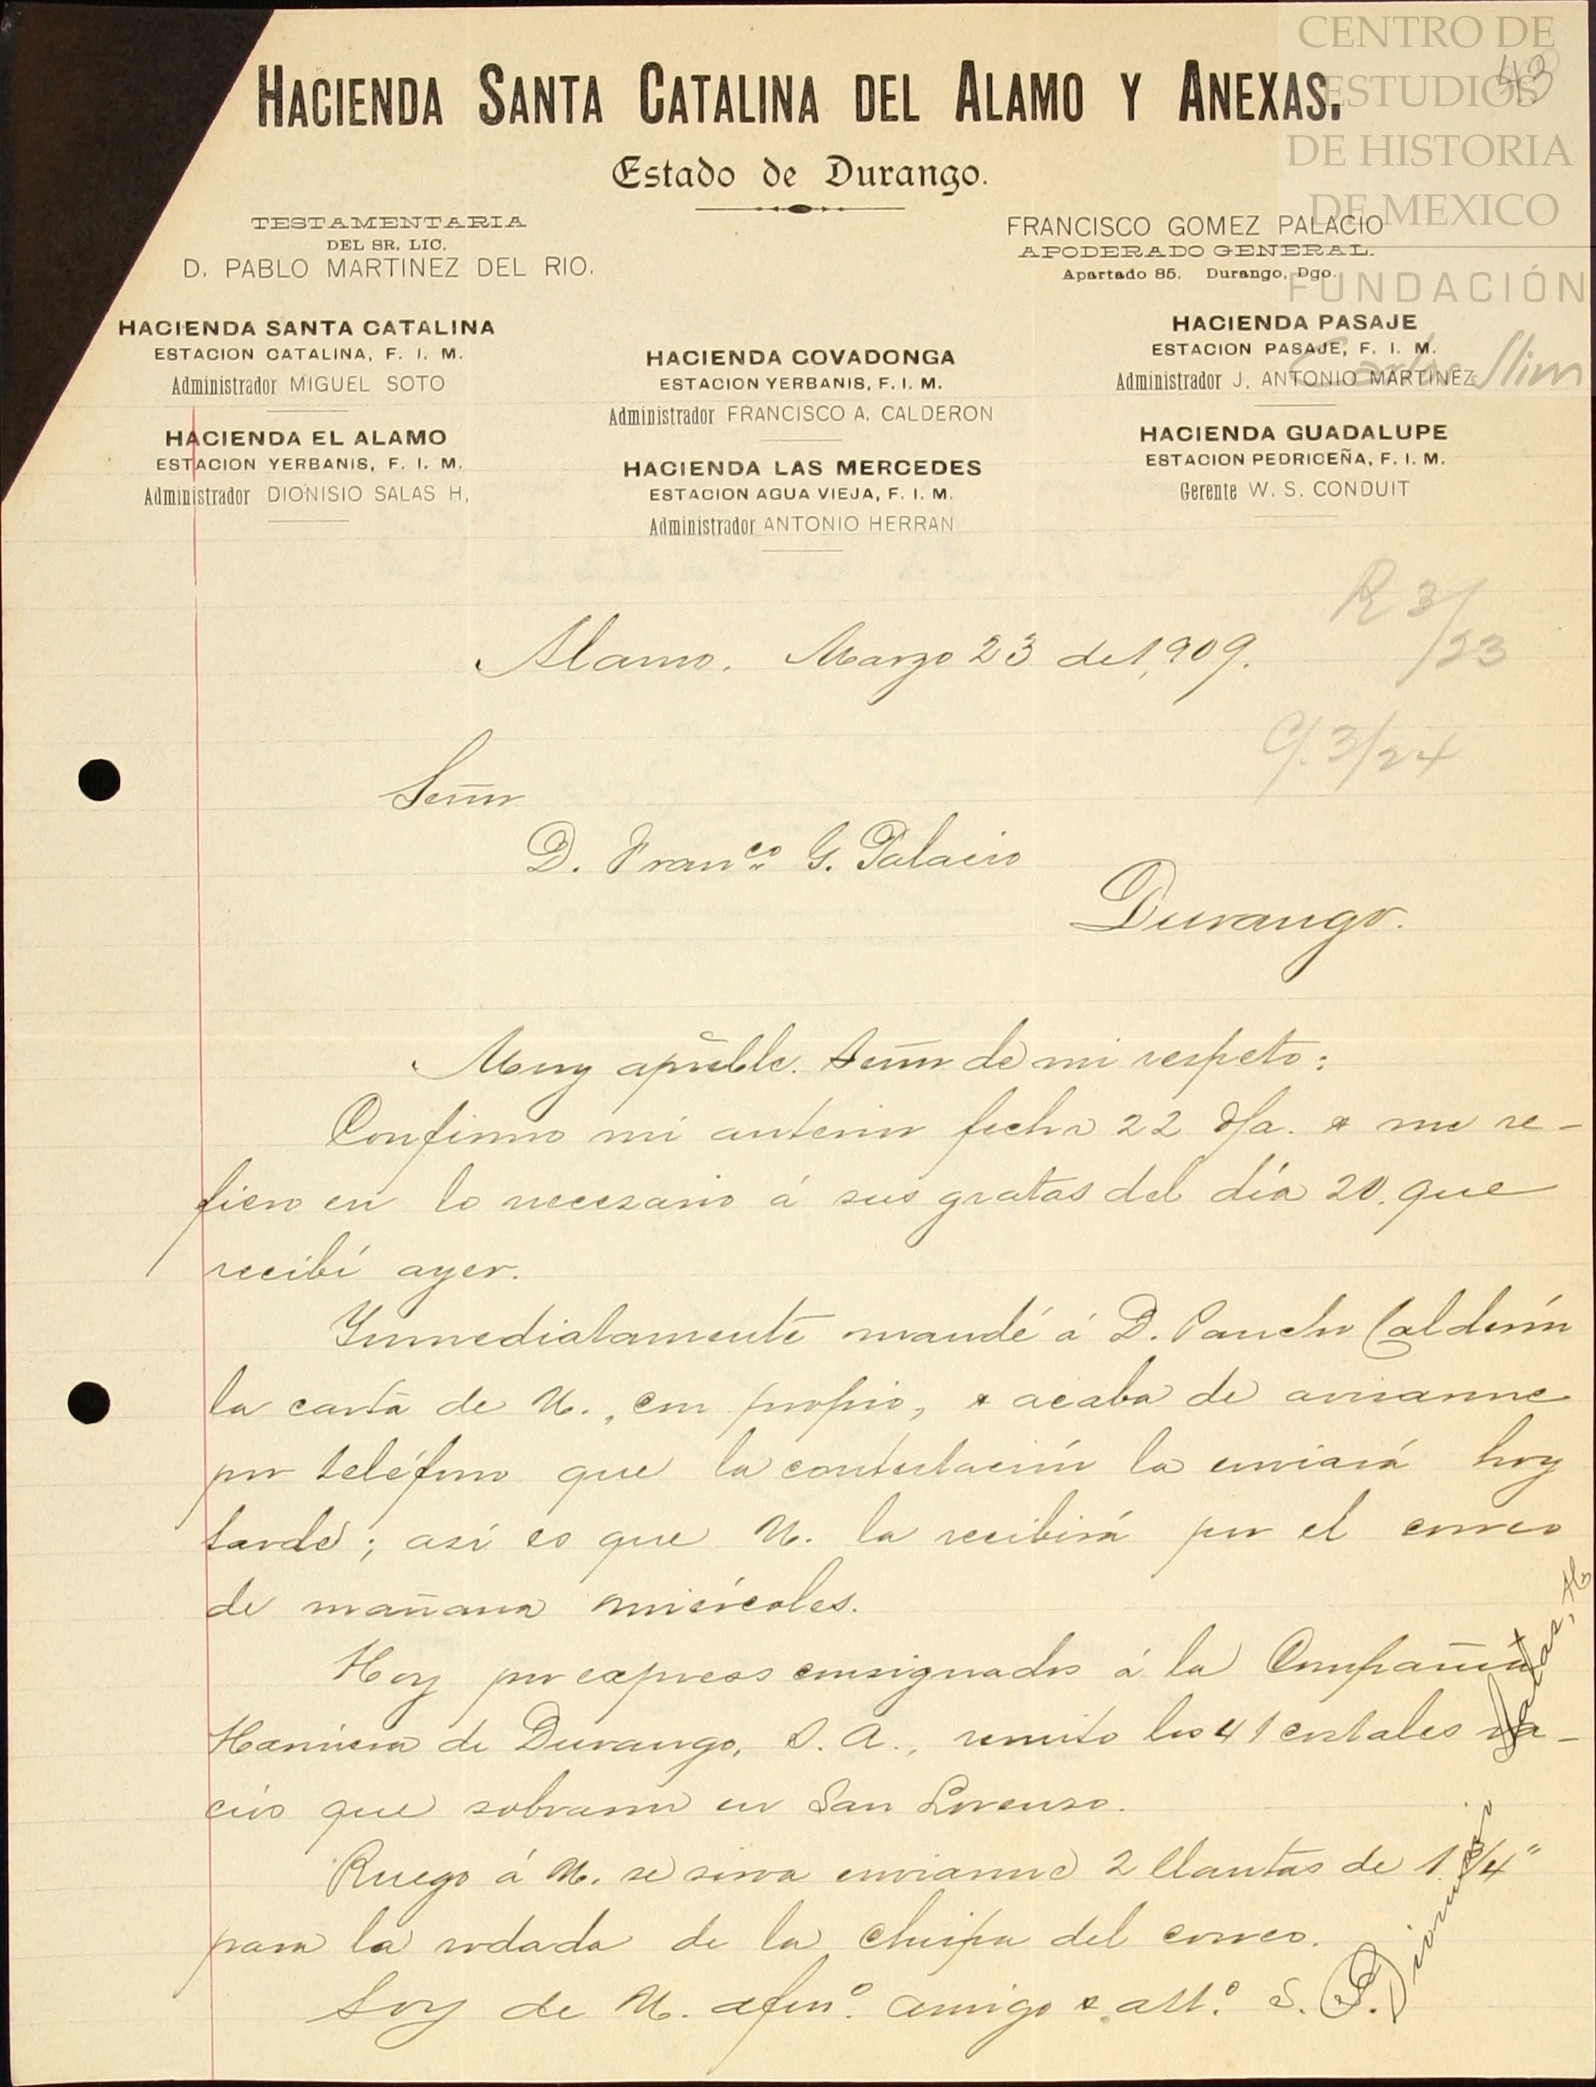 CENTRO DE
ESTUDIOS
DE HISTORIA
DE MEXICO
FUNDACIÓN
Carlos Slim
43
HACIENDA SANTA CATALINA DEL ALAMO Y ANEXAS.
Estado de Durango.
TESTAMENTARIA
DEL SR. LIC.
D. PABLO MARTINEZ DEL RIO.
FRANCISCO GOMEZ PALACIO
APODERADO GENERAL.
Apartado 85. Durango, Dgo.
HACIENDA SANTA CATALINA
ESTACION CATALINA, F. I. M.
Administrador MIGUEL SOTO
HACIENDA EL ALAMO
ESTACION YERBANIS, F. I. M.
Administrador DIONISIO SALAS H.
HACIENDA COVADONGA
ESTACION YERBANIS, F. I. M.
Administrador FRANCISCO A. CALDERON
HACIENDA LAS MERCEDES
ESTACION AGUA VIEJA, F. I. M.
Administrador ANTONIO HERRAN
HACIENDA PASAJE
ESTACION PASAJE, F. I. M.
Administrador J. ANTONIO MARTINEZ
HACIENDA GUADALUPE
ESTACION PEDRICEÑA, F. I. M.
Gerente W. S. CONDUIT
R 3/23
C/. 3/24
Alamo. Marzo 23 de 1,909.
Señor
D. Franco. G. Palacio
Durango.
Muy apreble. Señor de mi respeto:
Confirmo mi anterior fecha 22 d/a. & me re-
fiero en lo necesario á sus gratas del día 20. que
recibí ayer.
Ynmediatamente mandé á D. Pancho Calderón
la carta de U., con propio, & acaba de avisarme
por teléfono que la contestación la enviará hoy
tarde; así es que U. la recibirá por el correo
de mañana miércoles.
Hoy por express consignados á la Compañía
Harinera de Durango, S. A., remito los 41 costales va-
cios que sobraron en San Lorenzo.
Ruego á U. se sirva enviarme 2 llantas de 1. 3/4"
para la rodada de la chispa del correo.
Soy de U. afmo. amigo & atto. S. S.
Dionisio Salas, H.